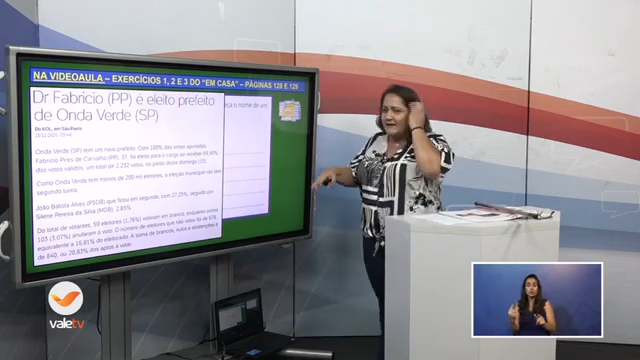 NA VIDEOAULA – EXERCÍCIOS 1, 2 E 3 DO "EM CASA" – PÁGINAS 128 E 129
Dr Fabricio (PP) é eleito prefeito
de Onda Verde (SP)
Do UOL, em São Paulo
eça o nome de um
Onda Verde (SP) tem um novo prefeito. Com 100% das urnas apuradas,
Fabricio Pires de Carvalho (PP), 37, foi eleito para o cargo ao receber
dos votos válidos, um total de 2.232 votos, no pleito deste domingo (15).
Como Onda Verde tem menos de 200 mil eleitores, a eleição municipal não tem
segundo turno.
João Batista Alves (PSDB) que ficou em segundo, com 27,25%, seguido por
Silene Pereira da Silva (MDB), 2,85%.
Do total de votantes, 59 eleitores (1,76%) votaram em branco, enquanto outros
103 (3,07%) anularam o voto. O número de eleitores que não votou foi de 678,
equivalente a 16,81% do eleitorado. A soma de brancos, nulos e abstenções é
de 840, ou 20,83% dos aptos a votar.
valetv